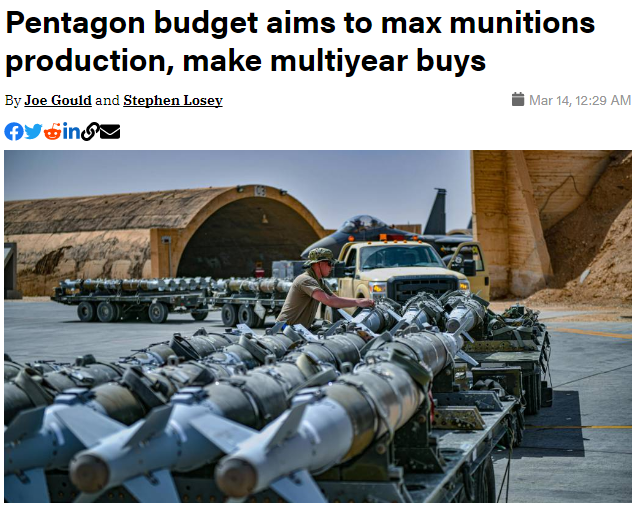 Pentagon budget aims to max munitions
production, make multiyear buys
By Joe Gould and Stephen Losey
Mar 14, 12:29 AM